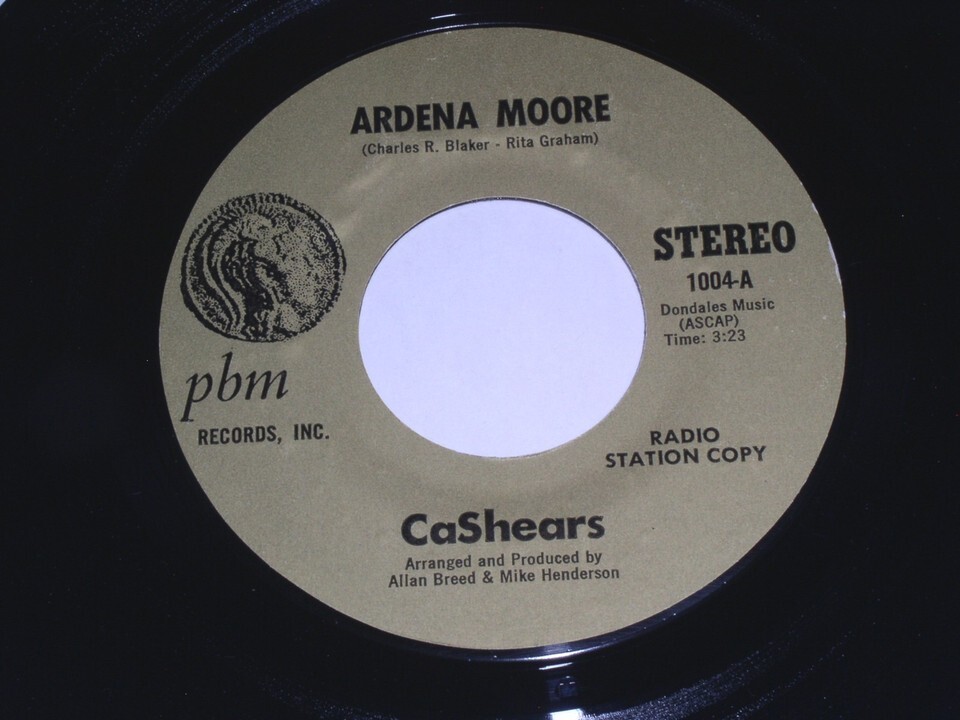 ARDENA MOORE
(Charles R. Blaker - Rita Graham)
STEREO
1004-A
Dondales Music
(ASCAP)
Time: 3:23
pbm
RECORDS, INC.
RADIO
STATION COPY
CaShears
Arranged and Produced by
Allan Breed & Mike Henderson